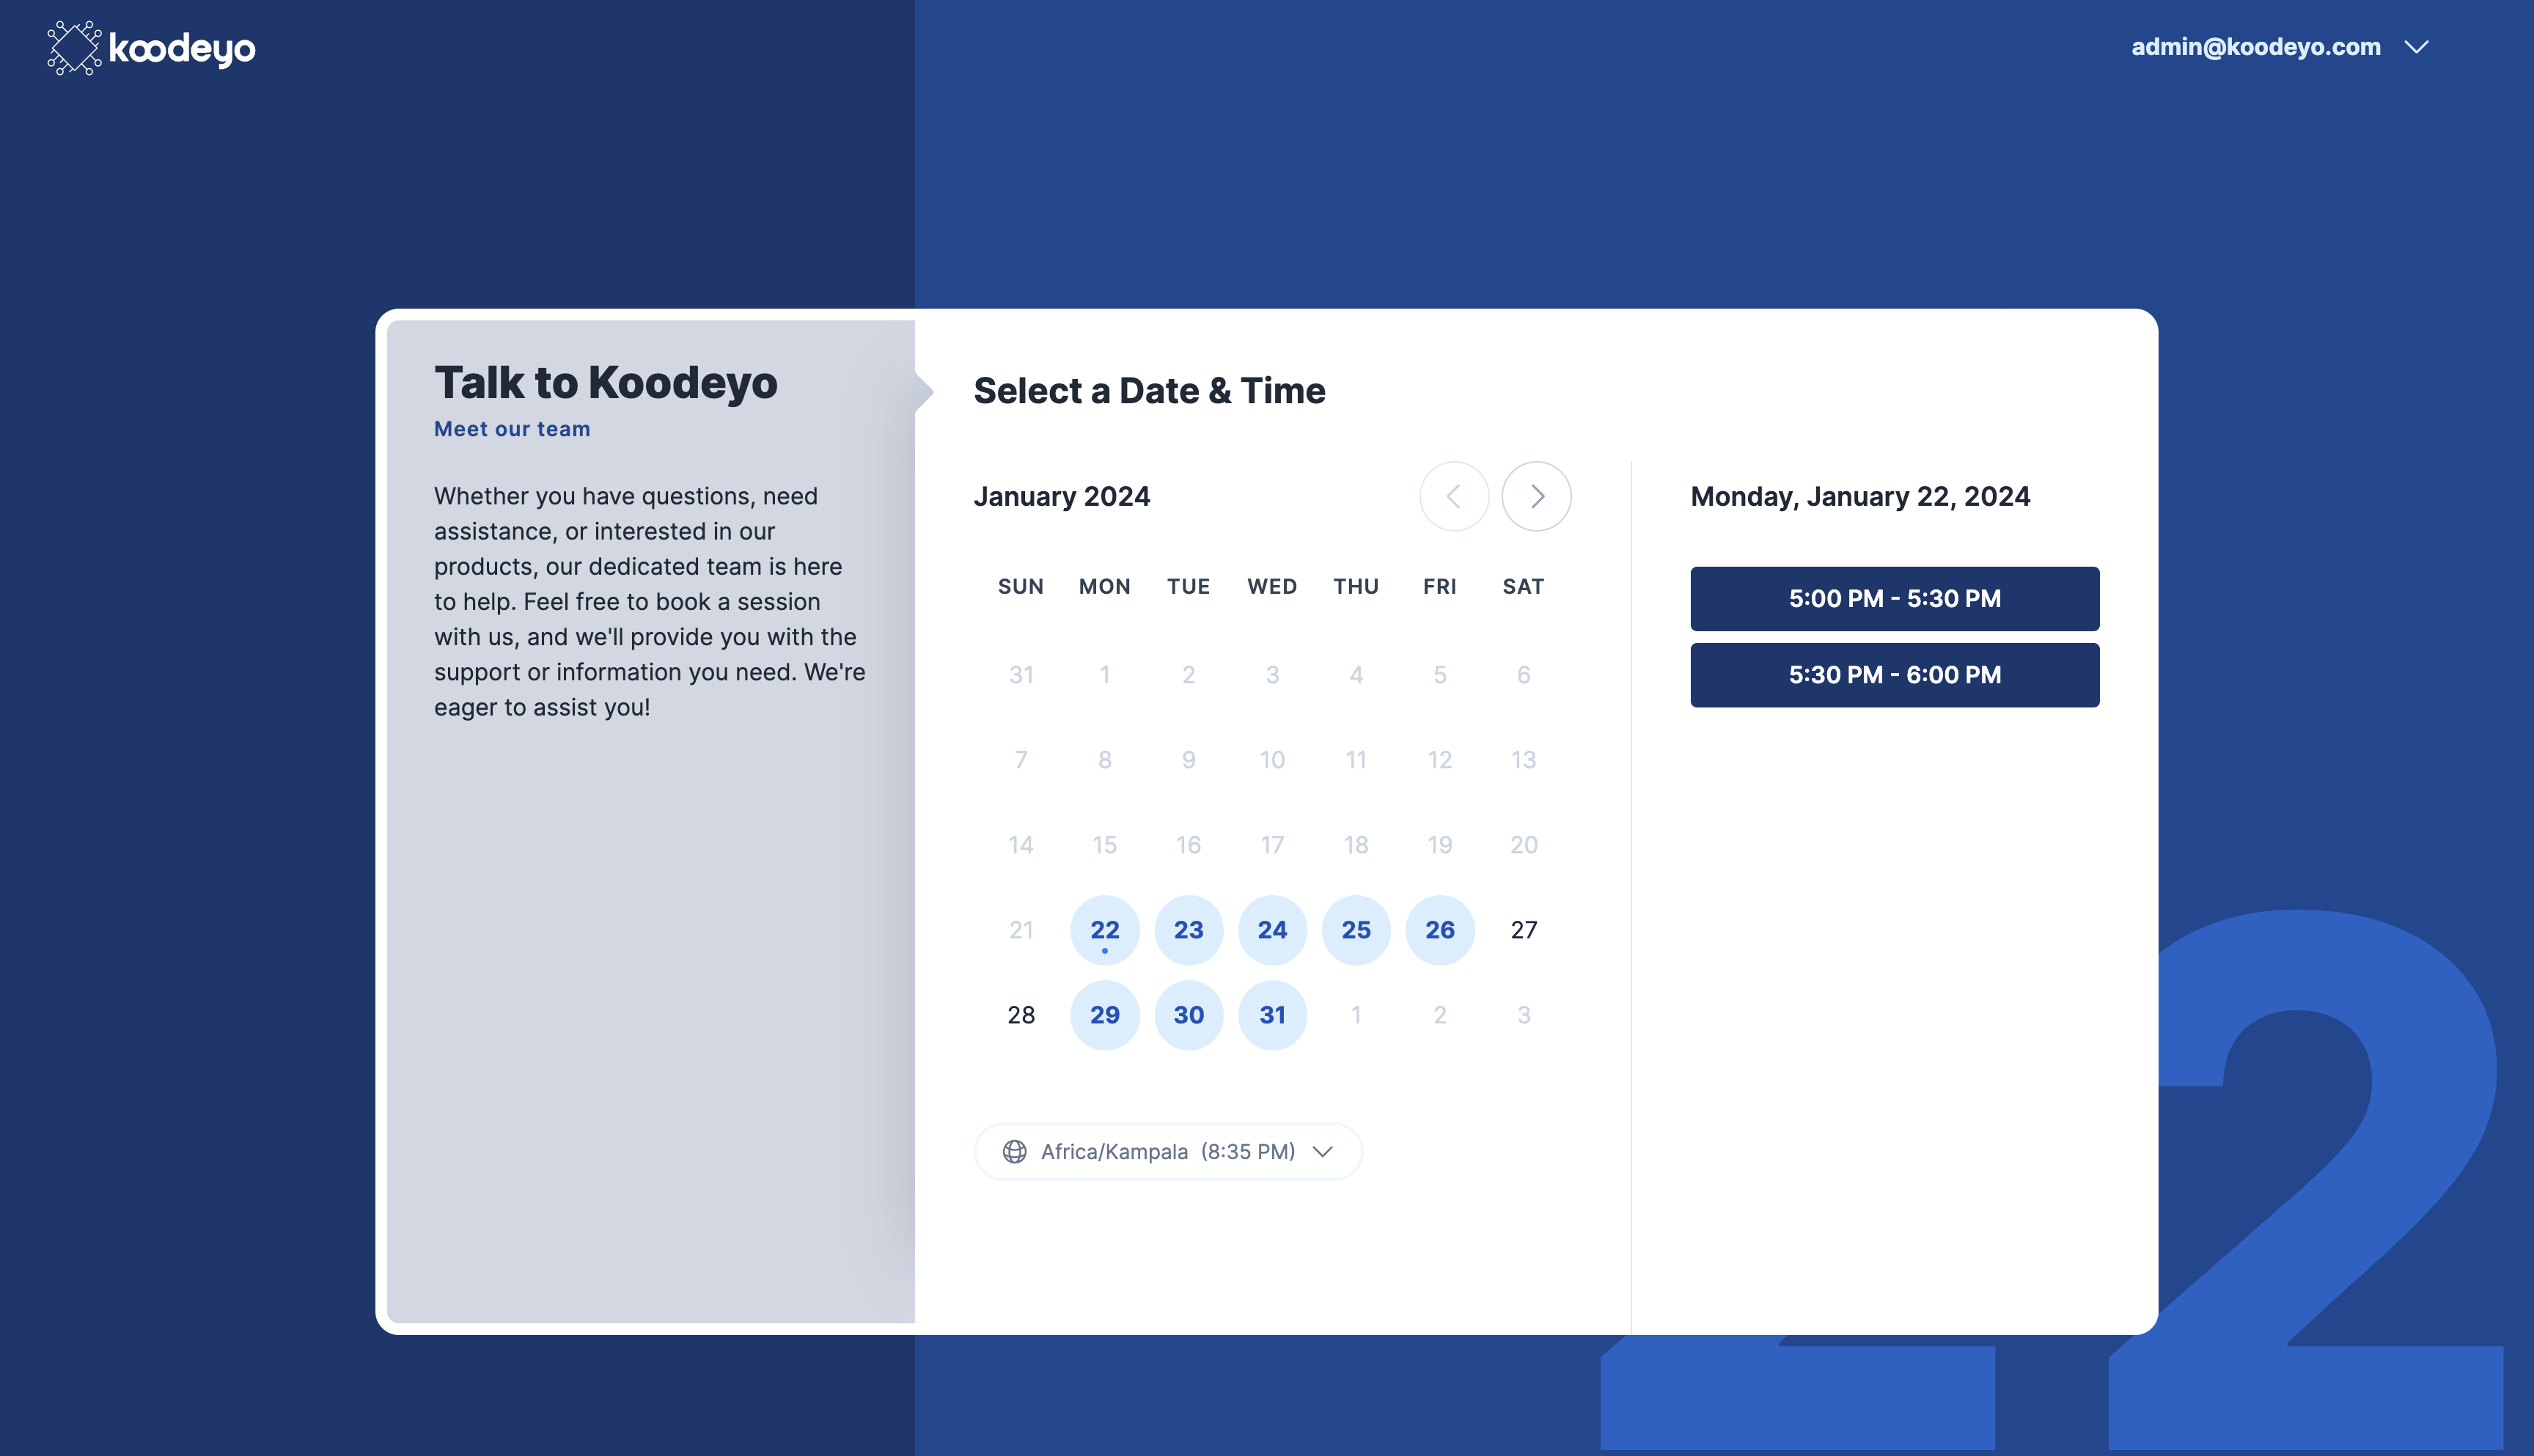 koodeyo
admin@koodeyo.com
Talk to Koodeyo
Meet our team
Whether you have questions, need
assistance, or interested in our
products, our dedicated team is here
to help. Feel free to book a session
with us, and we'll provide you with the
support or information you need. We're
eager to assist you!
Select a Date & Time
January 2024
SUN MON TUE WED THU FRI SAT
31 1 2 3 4 5 6
7 8 9 10 11 12 13
14 15 16 17 18 19 20
21 22 23 24 25 26 27
28 29 30 31 1 2 3
Africa/Kampala (8:35 PM)
Monday, January 22, 2024
5:00 PM - 5:30 PM
5:30 PM - 6:00 PM
22